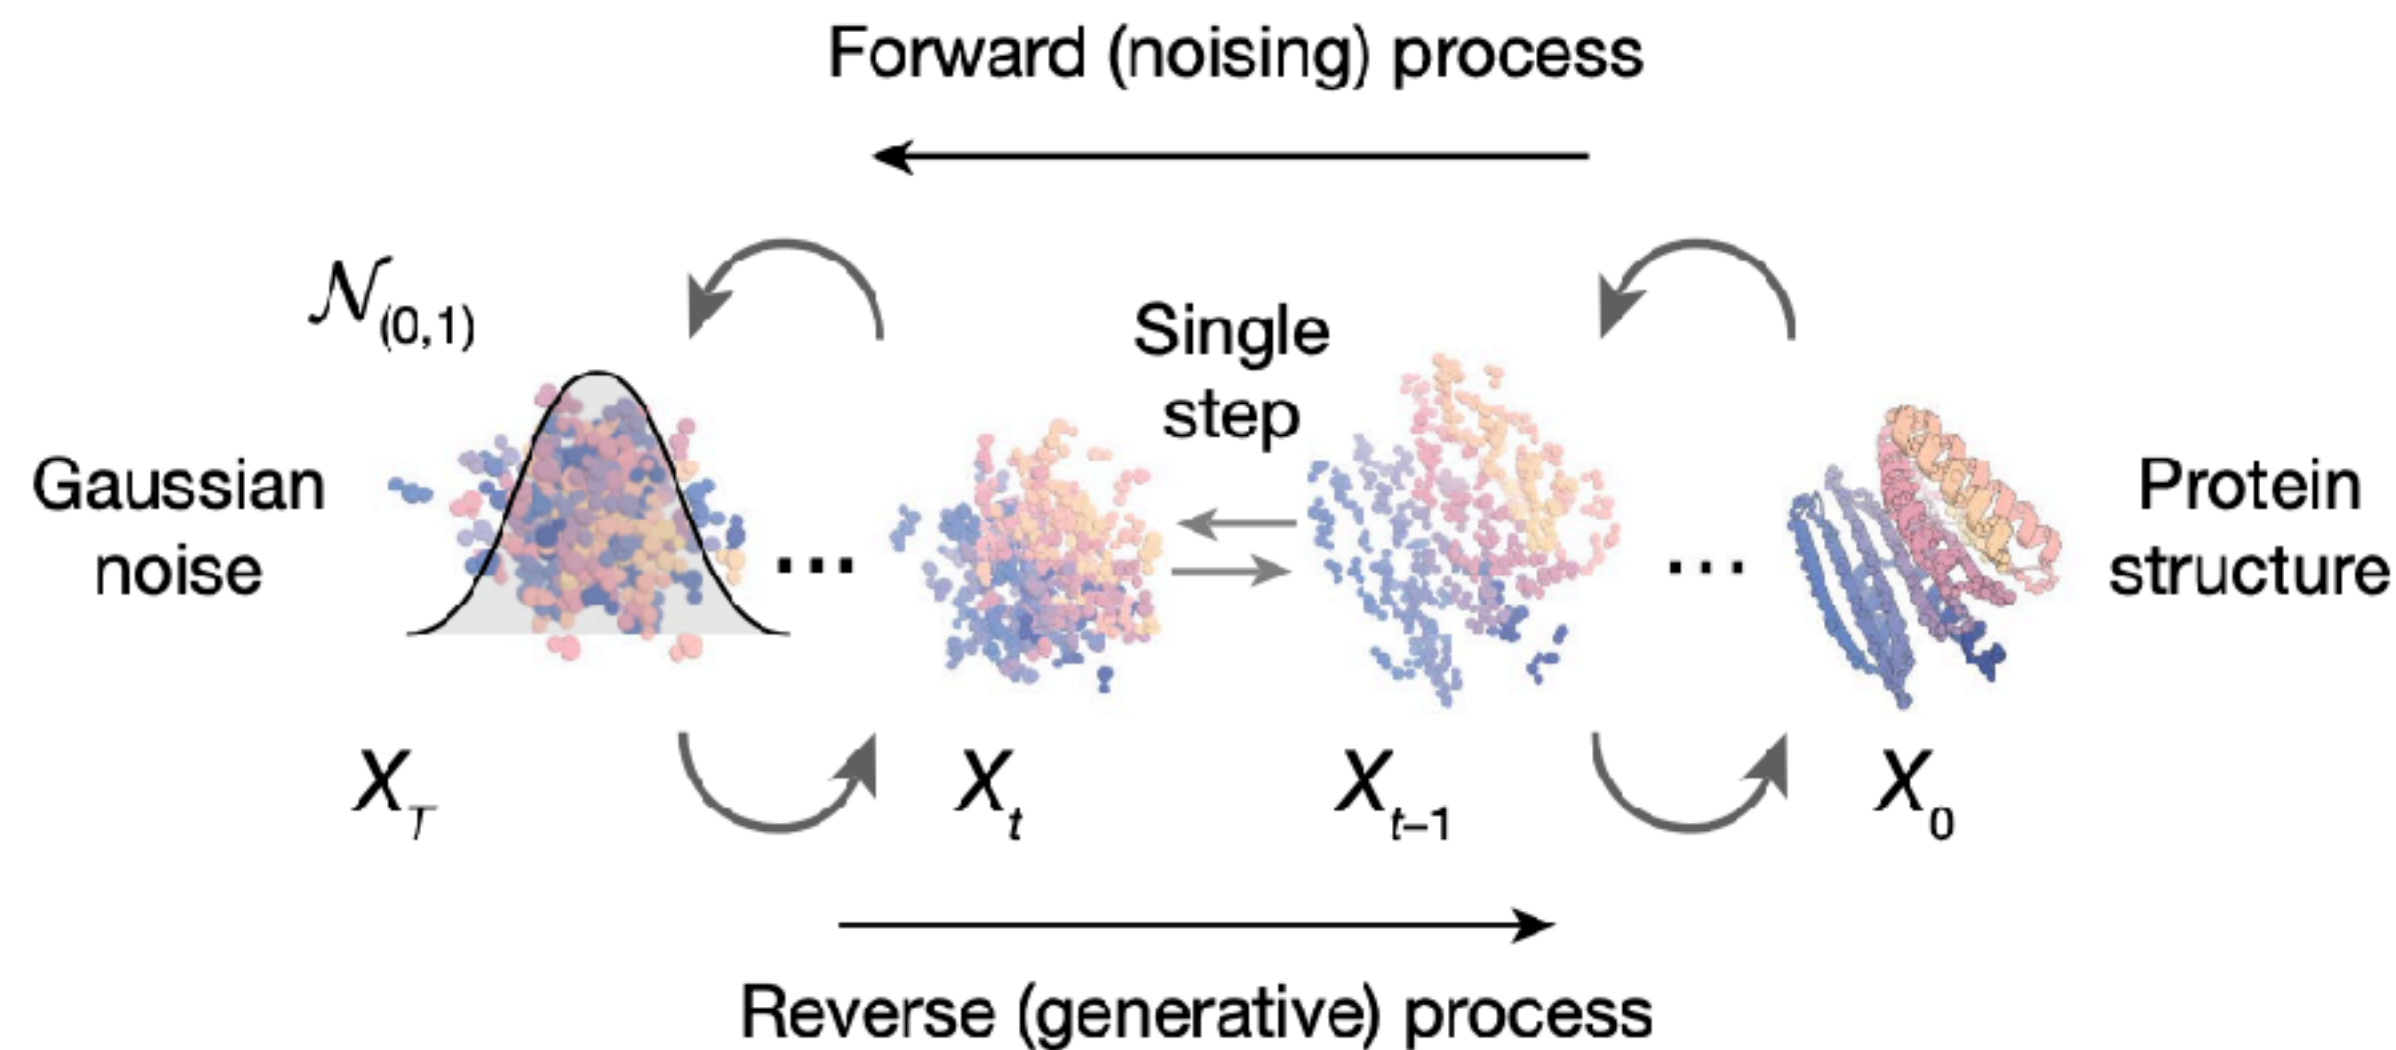 Forward (noising) process
𝒩(0,1)
Single
step
Gaussian
noise
...
...
Protein
structure
X_T
X_t
X_t–1
X_0
Reverse (generative) process